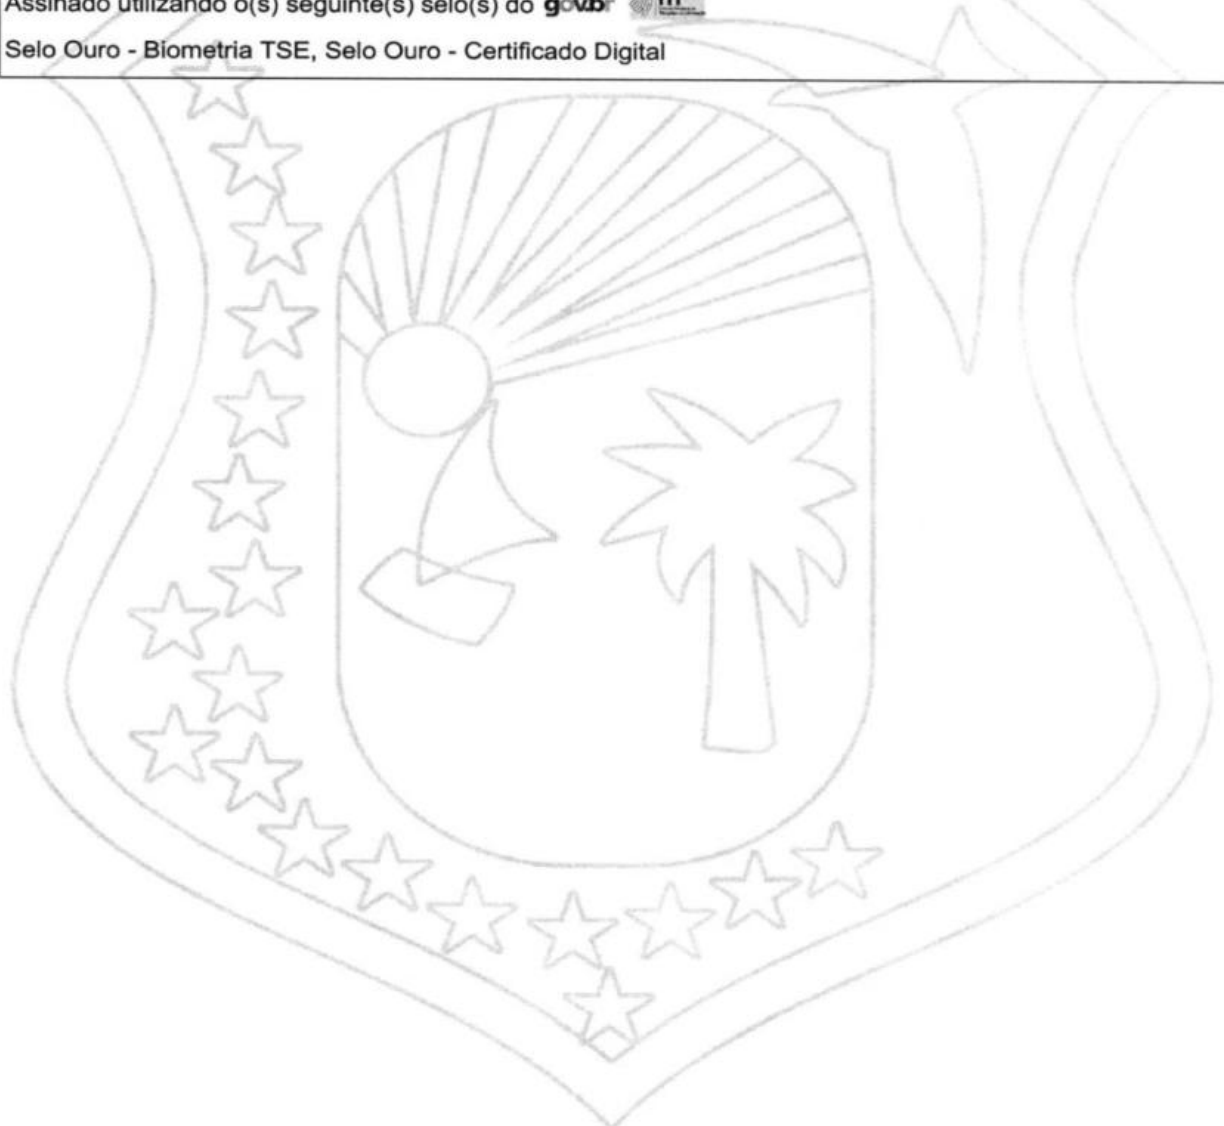 Assinado utilizando o(s) seguinte(s) selo(s) do gov.br
Selo Ouro - Biometria TSE, Selo Ouro - Certificado Digital